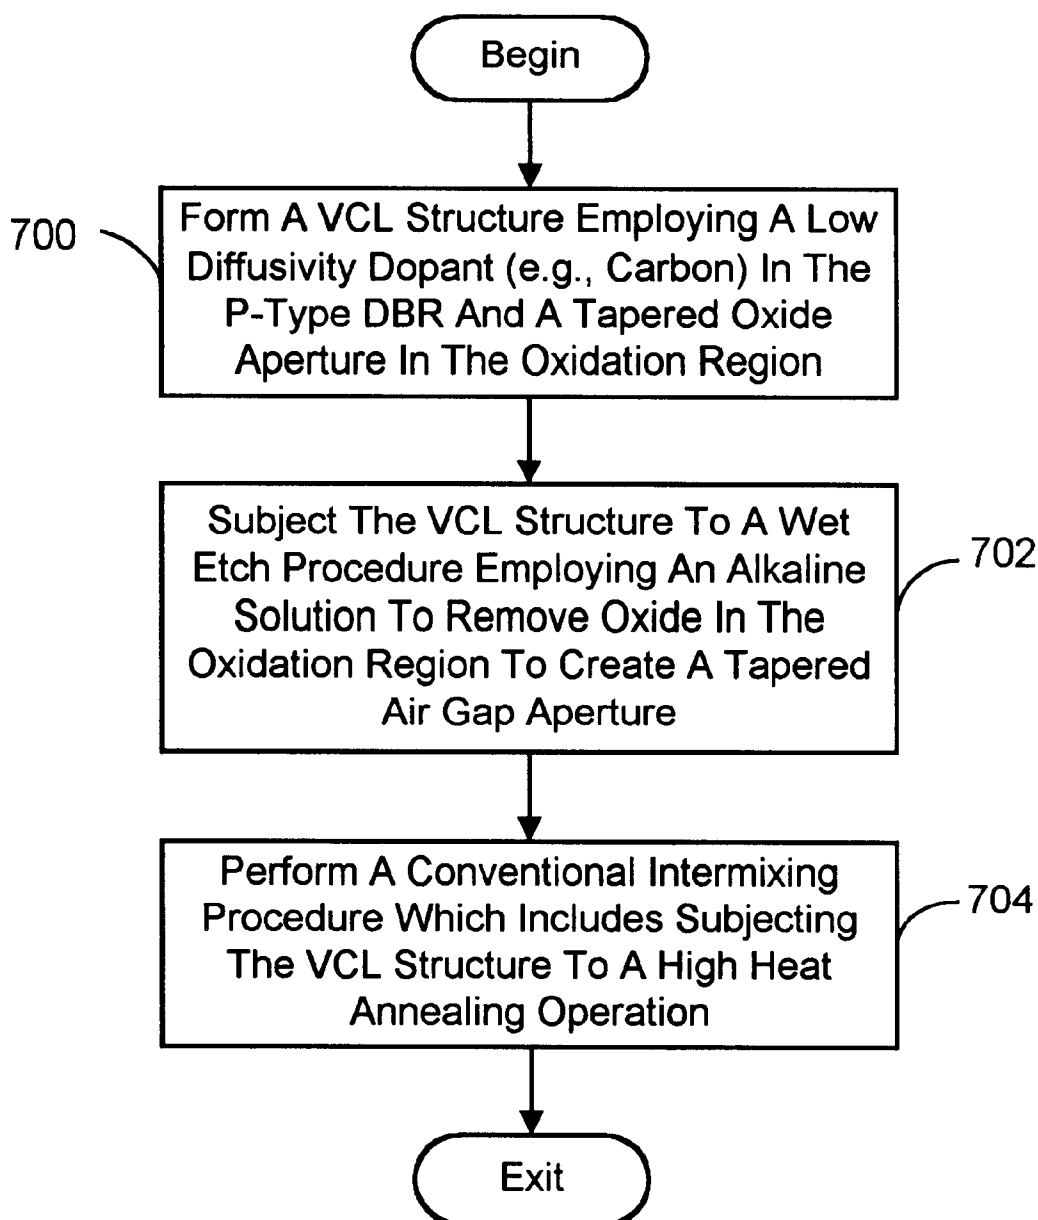 Begin
700
Form A VCL Structure Employing A Low
Diffusivity Dopant (e.g., Carbon) In The
P-Type DBR And A Tapered Oxide
Aperture In The Oxidation Region
Subject The VCL Structure To A Wet
Etch Procedure Employing An Alkaline
Solution To Remove Oxide In The
Oxidation Region To Create A Tapered
Air Gap Aperture
702
Perform A Conventional Intermixing
Procedure Which Includes Subjecting
The VCL Structure To A High Heat
Annealing Operation
704
Exit